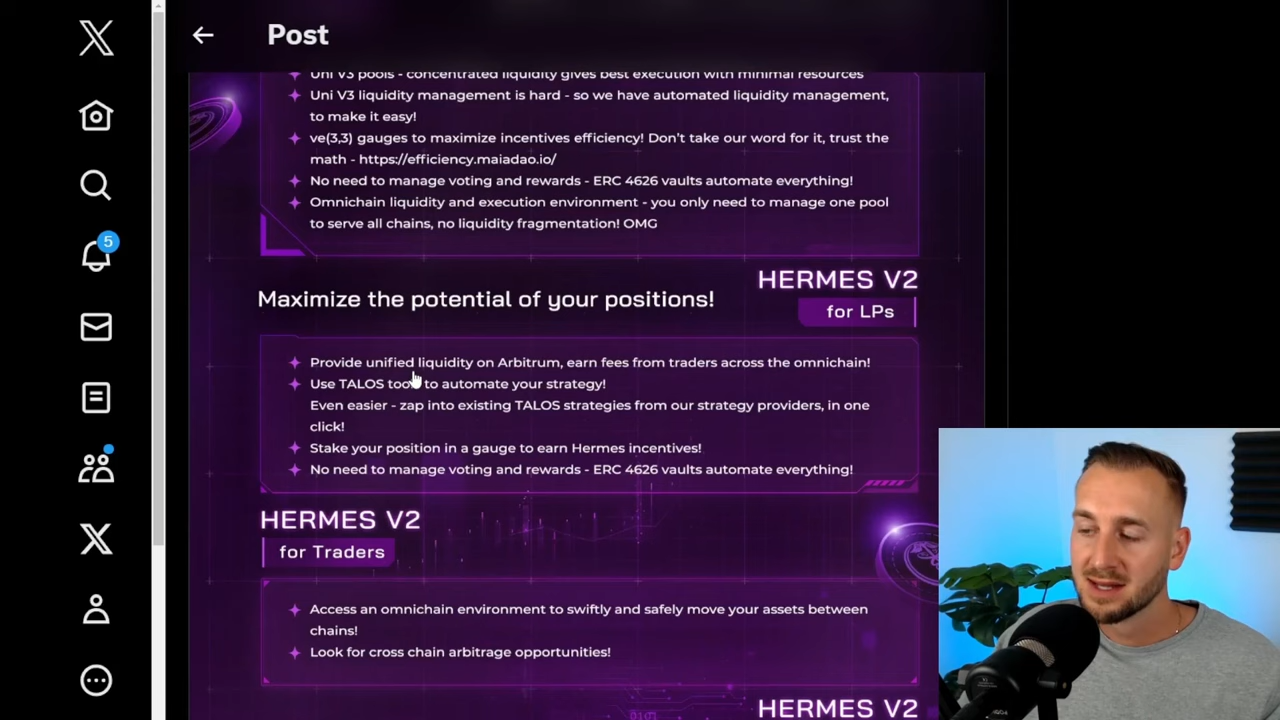 Post
Uni V3 pools - concentrated liquidity gives best execution with minimal resources
Uni V3 liquidity management is hard - so we have automated liquidity management,
to make it easy!
ve(3,3) gauges to maximize incentives efficiency! Don't take our word for it, trust the
math - https://efficiency.maiadao.io/
No need to manage voting and rewards - ERC 4626 vaults automate everything!
Omnichain liquidity and execution environment - you only need to manage one pool
to serve all chains, no liquidity fragmentation! OMG
5
HERMES V2
for LPs
Maximize the potential of your positions!
Provide unified liquidity on Arbitrum, earn fees from traders across the omnichain!
Use TALOS tools to automate your strategy!
Even easier - zap into existing TALOS strategies from our strategy providers, in one
click!
Stake your position in a gauge to earn Hermes incentives!
No need to manage voting and rewards - ERC 4626 vaults automate everything!
HERMES V2
for Traders
Access an omnichain environment to swiftly and safely move your assets between
chains!
Look for cross chain arbitrage opportunities!
HERMES V2